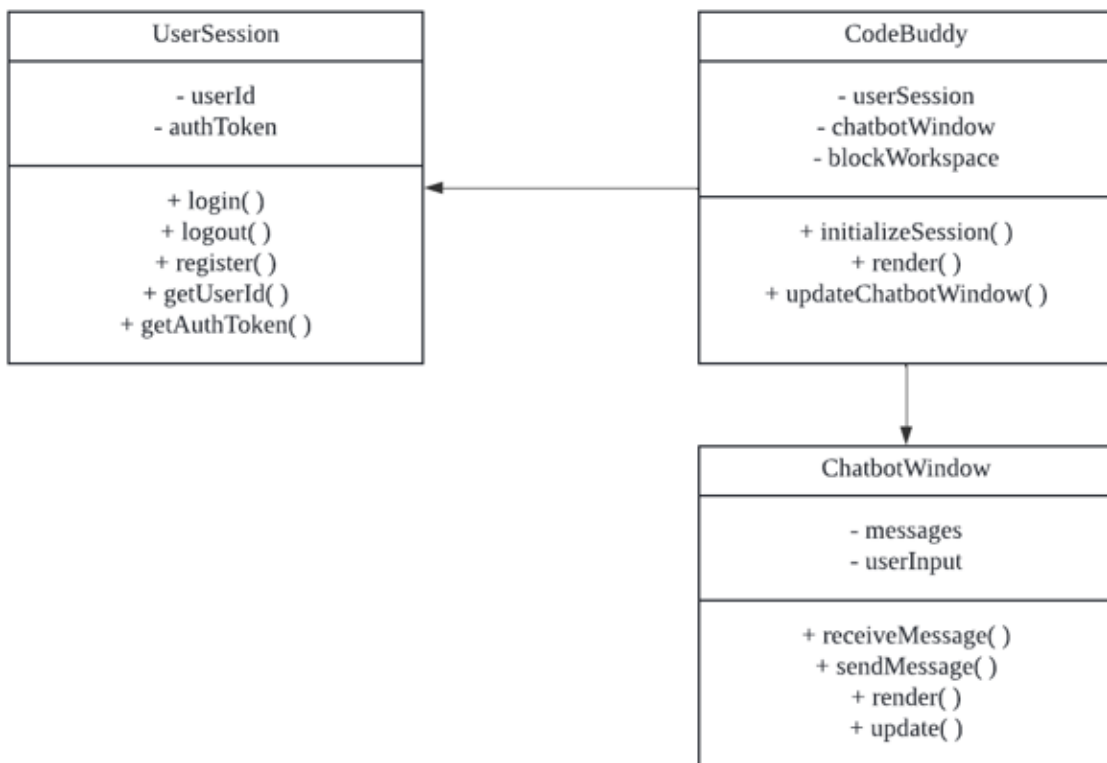 UserSession
- userId
- authToken
+ login( )
+ logout( )
+ register( )
+ getUserId( )
+ getAuthToken( )
CodeBuddy
- userSession
- chatbotWindow
- blockWorkspace
+ initializeSession( )
+ render( )
+ updateChatbotWindow( )
ChatbotWindow
- messages
- userInput
+ receiveMessage( )
+ sendMessage( )
+ render( )
+ update( )